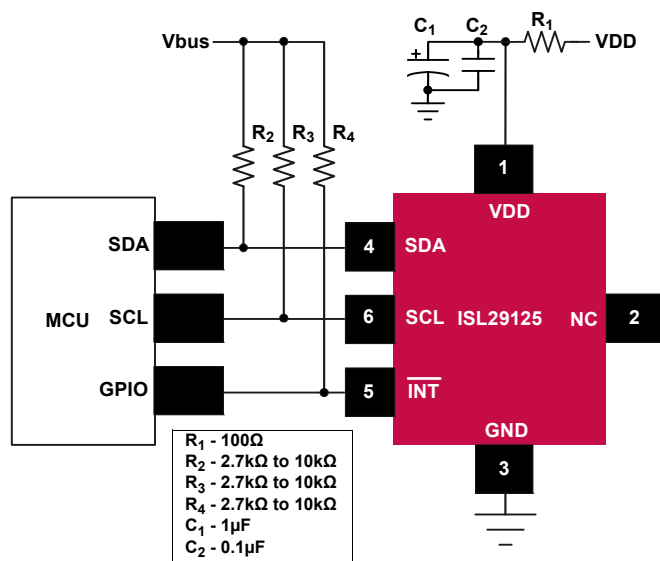 C1
C2
R1
Vbus
VDD
R2
R3
R4
1
VDD
MCU
SDA
SCL
GPIO
4
SDA
6
SCL
ISL29125
NC
2
5
INT
GND
3
R1 - 100Ω
R2 - 2.7kΩ to 10kΩ
R3 - 2.7kΩ to 10kΩ
R4 - 2.7kΩ to 10kΩ
C1 - 1µF
C2 - 0.1µF
+